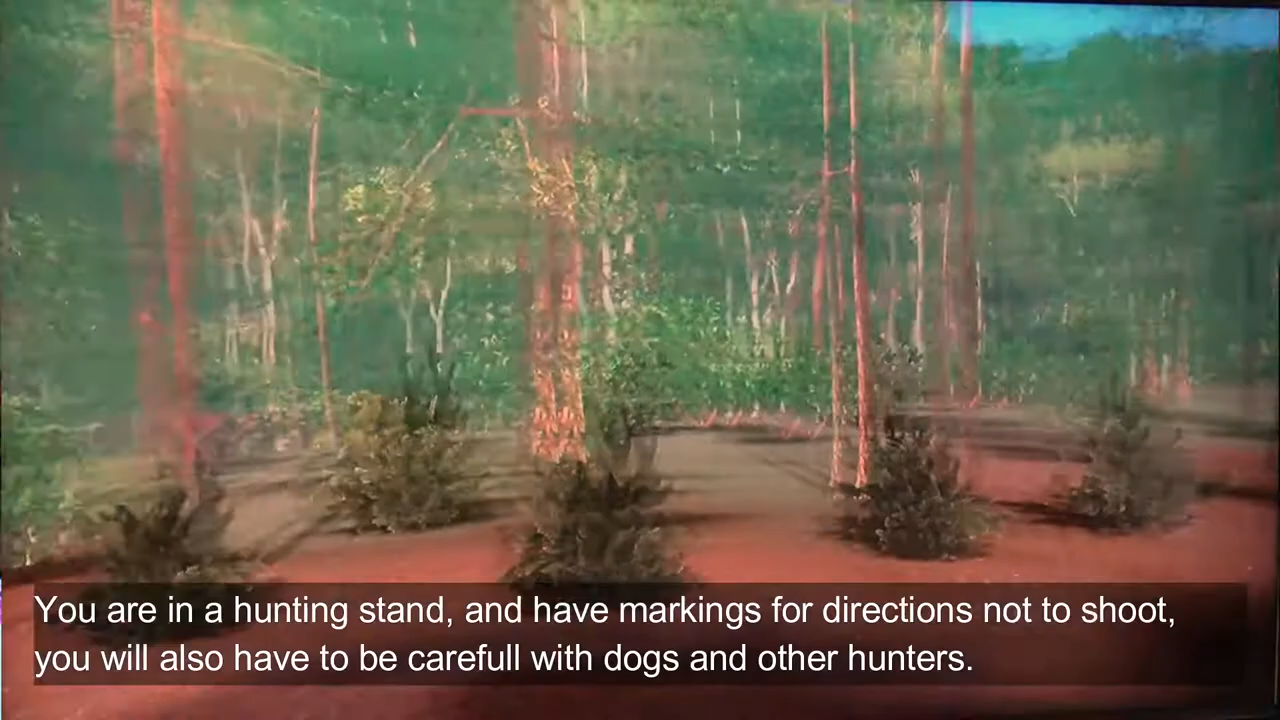 You are in a hunting stand, and have markings for directions not to shoot,
you will also have to be carefull with dogs and other hunters.